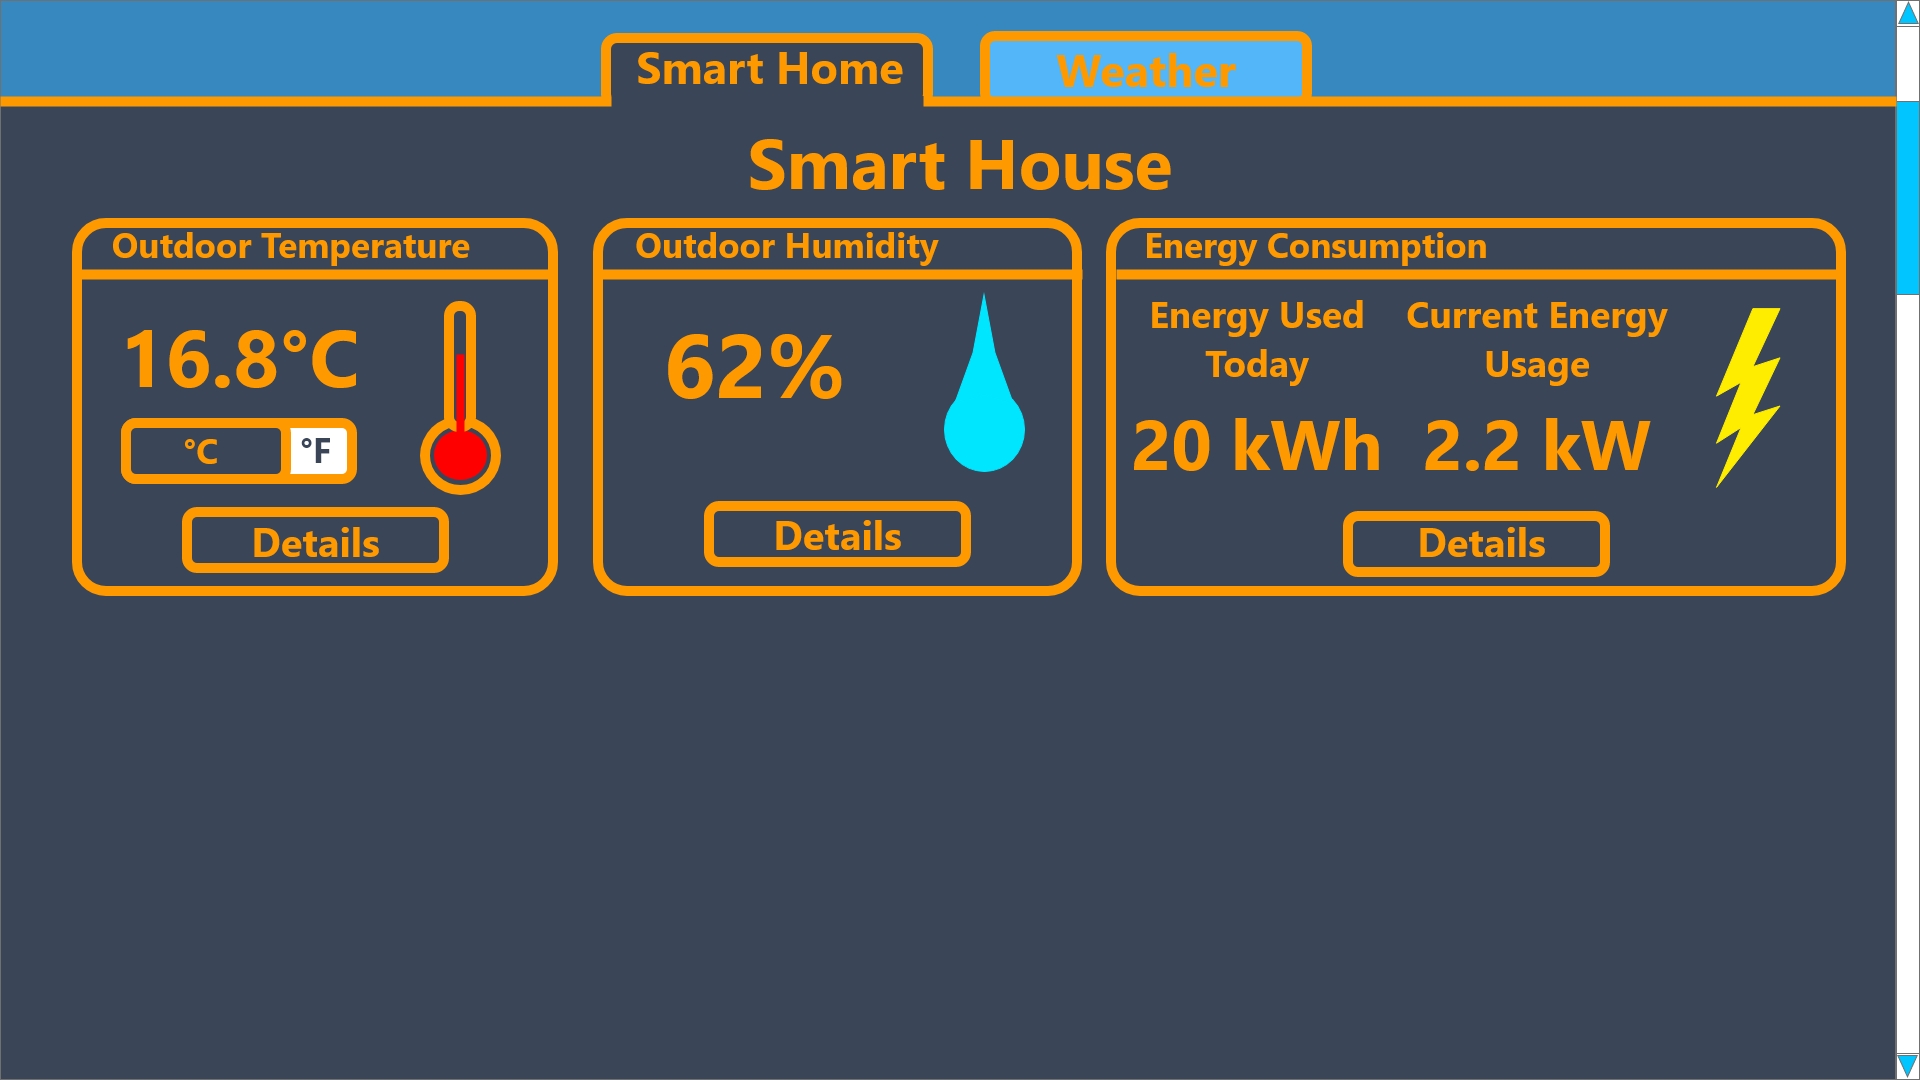 Smart Home
Weather
Smart House
Outdoor Temperature
16.8°C
°C
°F
Details
Outdoor Humidity
62%
Details
Energy Consumption
Energy Used
Today
20 kWh
Current Energy
Usage
2.2 kW
Details